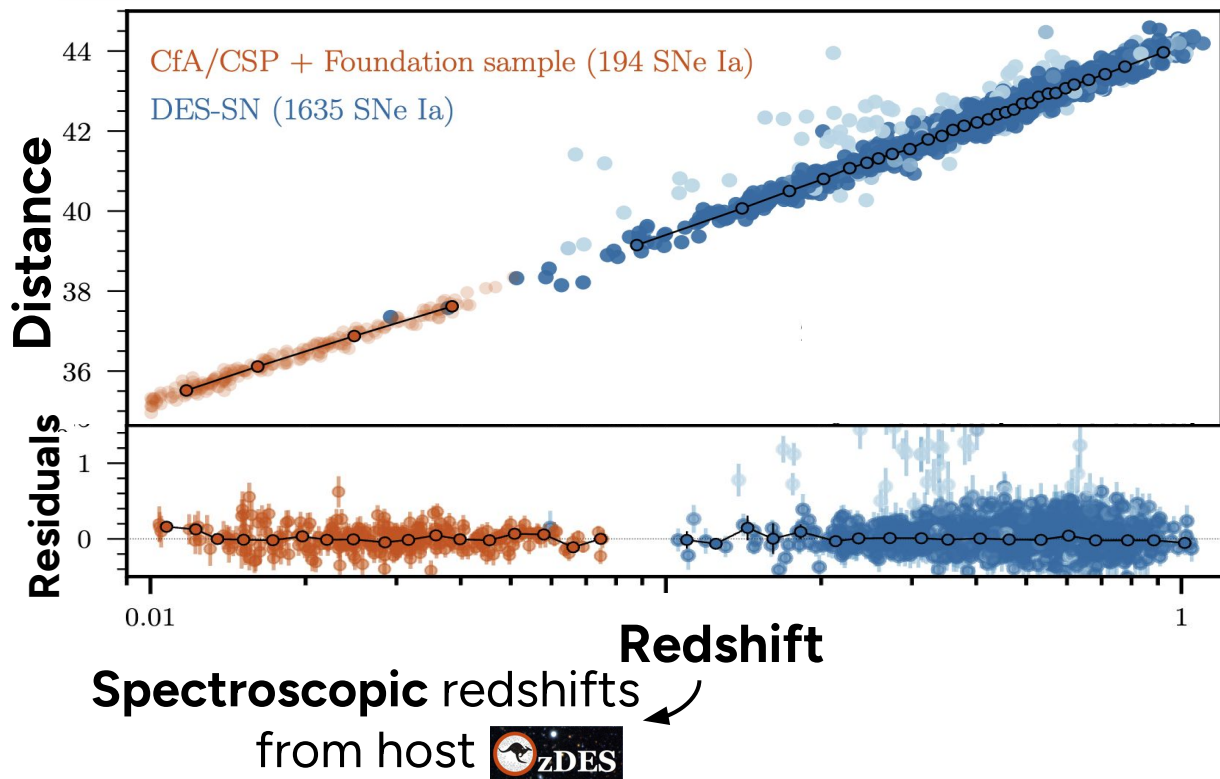 44
CfA/CSP + Foundation sample (194 SNe Ia)
DES-SN (1635 SNe Ia)
42
40
38
36
Distance
1
0
Residuals
0.01
1
Redshift
Spectroscopic redshifts
from host zDES